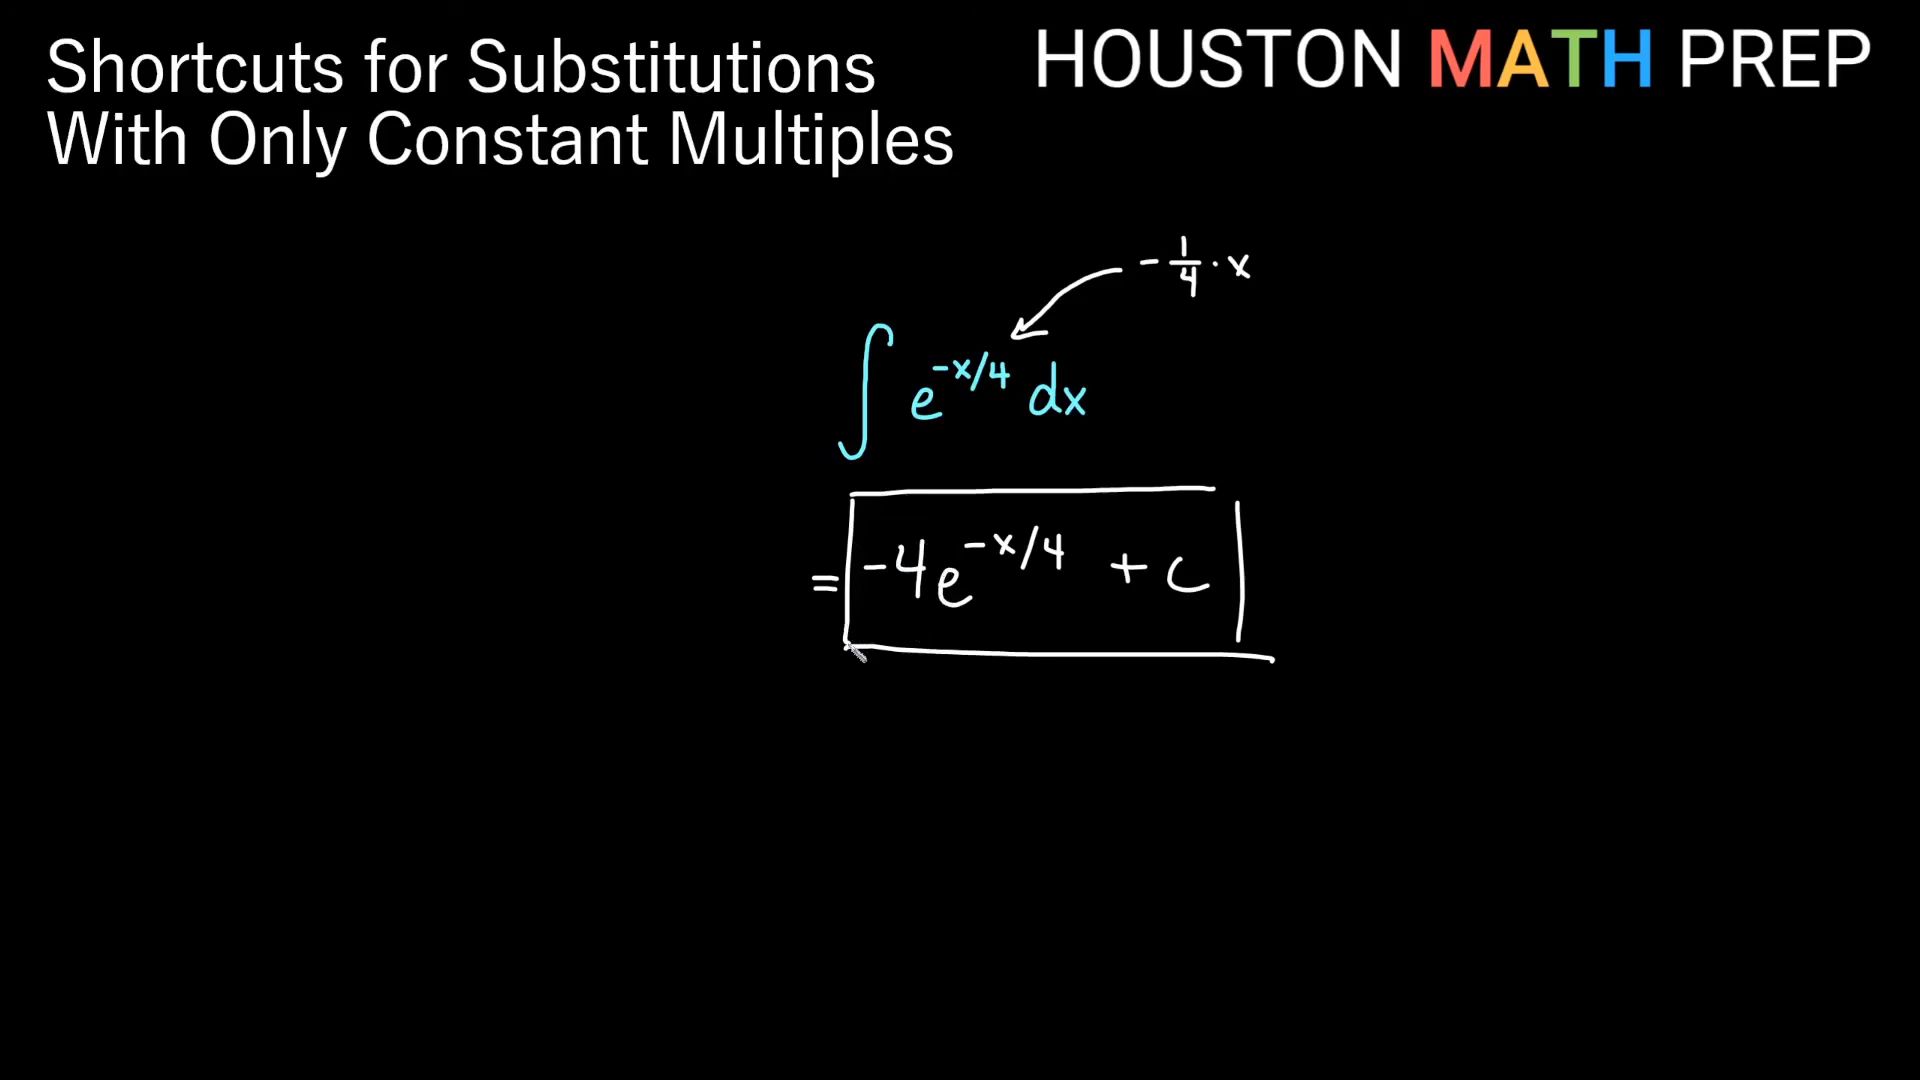 Shortcuts for Substitutions
With Only Constant Multiples
HOUSTON MATH PREP
- 1/4 · x
∫ e^{-x/4} dx
= -4e^{-x/4} + c